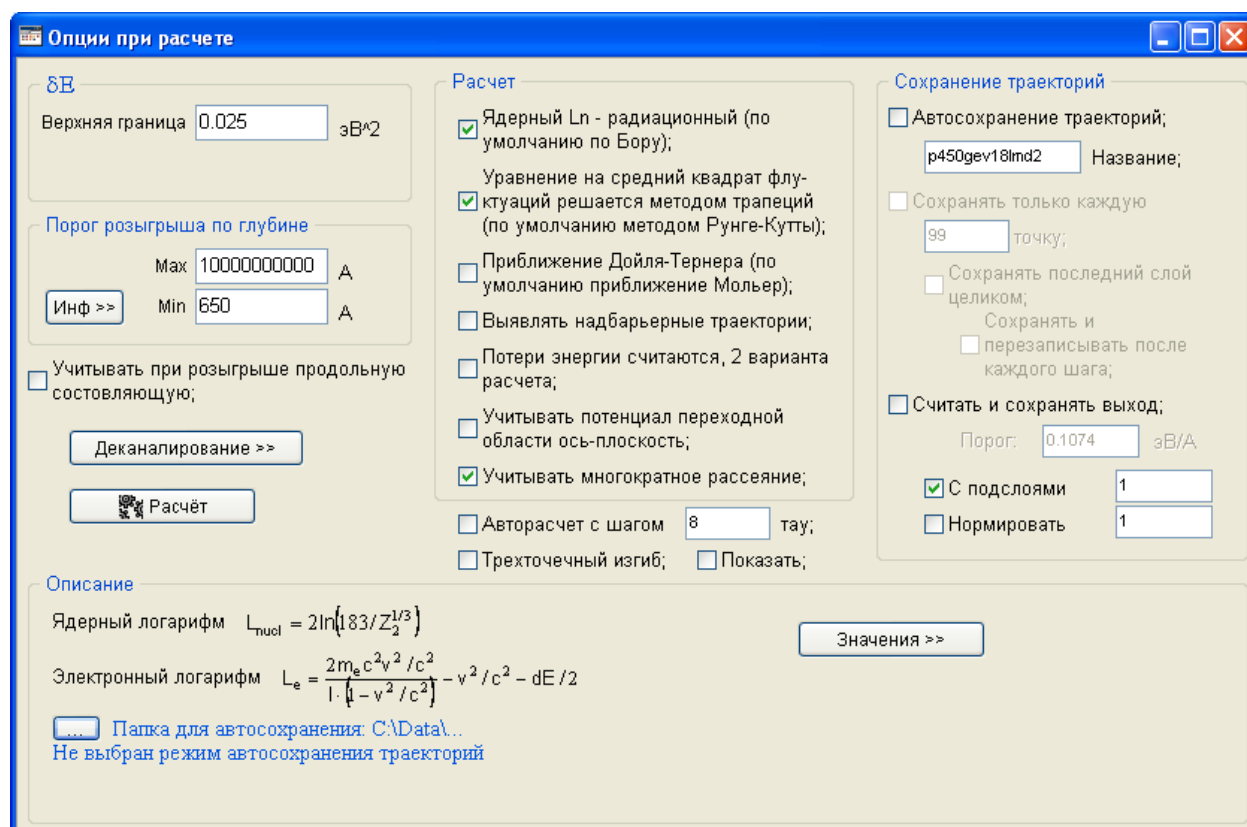 Опции при расчете
δE
Верхняя граница 0.025 эВ^2
Порог розыгрыша по глубине
Max 10000000000 А
Инф >> Min 650 А
Учитывать при розыгрыше продольную
состовляющую;
Деканалирование >>
Расчёт
Расчет
Ядерный Ln - радиационный (по
умолчанию по Бору);
Уравнение на средний квадрат флу-
ктуаций решается методом трапеций
(по умолчанию методом Рунге-Кутты);
Приближение Дойля-Тернера (по
умолчанию приближение Мольер);
Выявлять надбарьерные траектории;
Потери энергии считаются, 2 варианта
расчета;
Учитывать потенциал переходной
области ось-плоскость;
Учитывать многократное рассеяние;
Авторасчет с шагом 8 тау;
Трехточечный изгиб; Показать;
Сохранение траекторий
Автосохранение траекторий;
p450gev18lmd2 Название;
Сохранять только каждую
99 точку;
Сохранять последний слой
целиком;
Сохранять и
перезаписывать после
каждого шага;
Считать и сохранять выход;
Порог: 0.1074 эВ/А
С подслоями 1
Нормировать 1
Описание
Ядерный логарифм L_nucl = 2ln(183/Z_2^{1/3})
Значения >>
Электронный логарифм L_e = 2m_e c^2 v^2 / c^2 / I·(1 − v^2 / c^2) − v^2 / c^2 − dE / 2
... Папка для автосохранения: C:\Data\...
Не выбран режим автосохранения траекторий